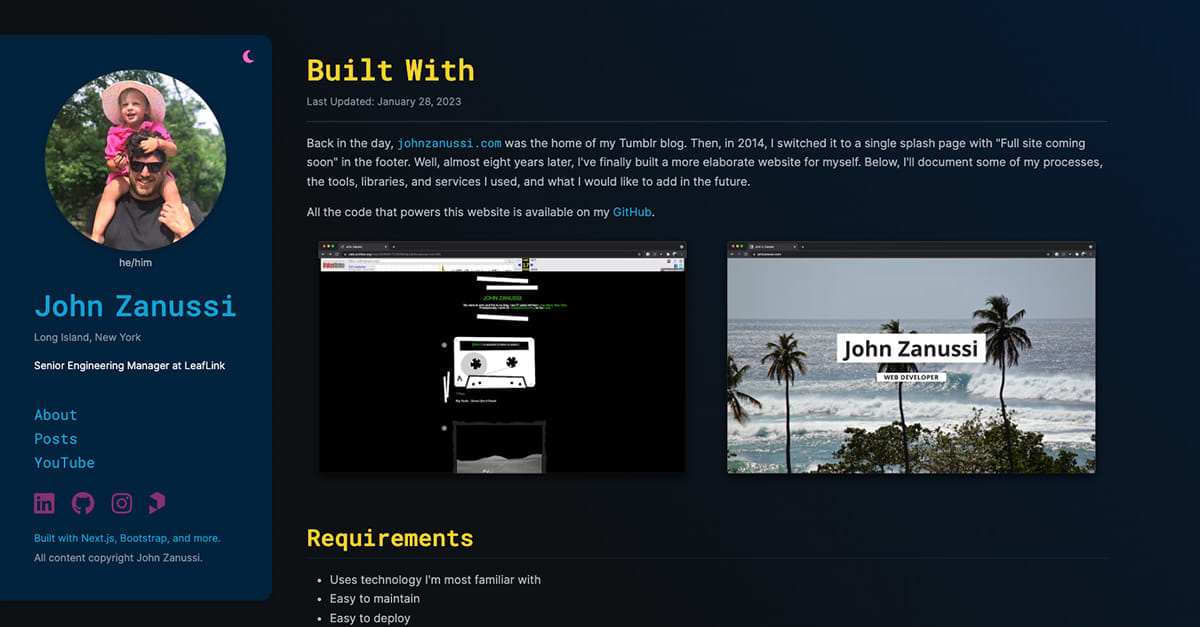 he/him
John Zanussi
Long Island, New York
Senior Engineering Manager at LeafLink
About
Posts
YouTube
Built with Next.js, Bootstrap, and more.
All content copyright John Zanussi.
Built With
Last Updated: January 28, 2023
Back in the day, johnzanussi.com was the home of my Tumblr blog. Then, in 2014, I switched it to a single splash page with "Full site coming
soon" in the footer. Well, almost eight years later, I've finally built a more elaborate website for myself. Below, I'll document some of my processes,
the tools, libraries, and services I used, and what I would like to add in the future.
All the code that powers this website is available on my GitHub.
JOHN ZANUSSI
John Zanussi
WEB DEVELOPER
Requirements
Uses technology I'm most familiar with
Easy to maintain
Easy to deploy